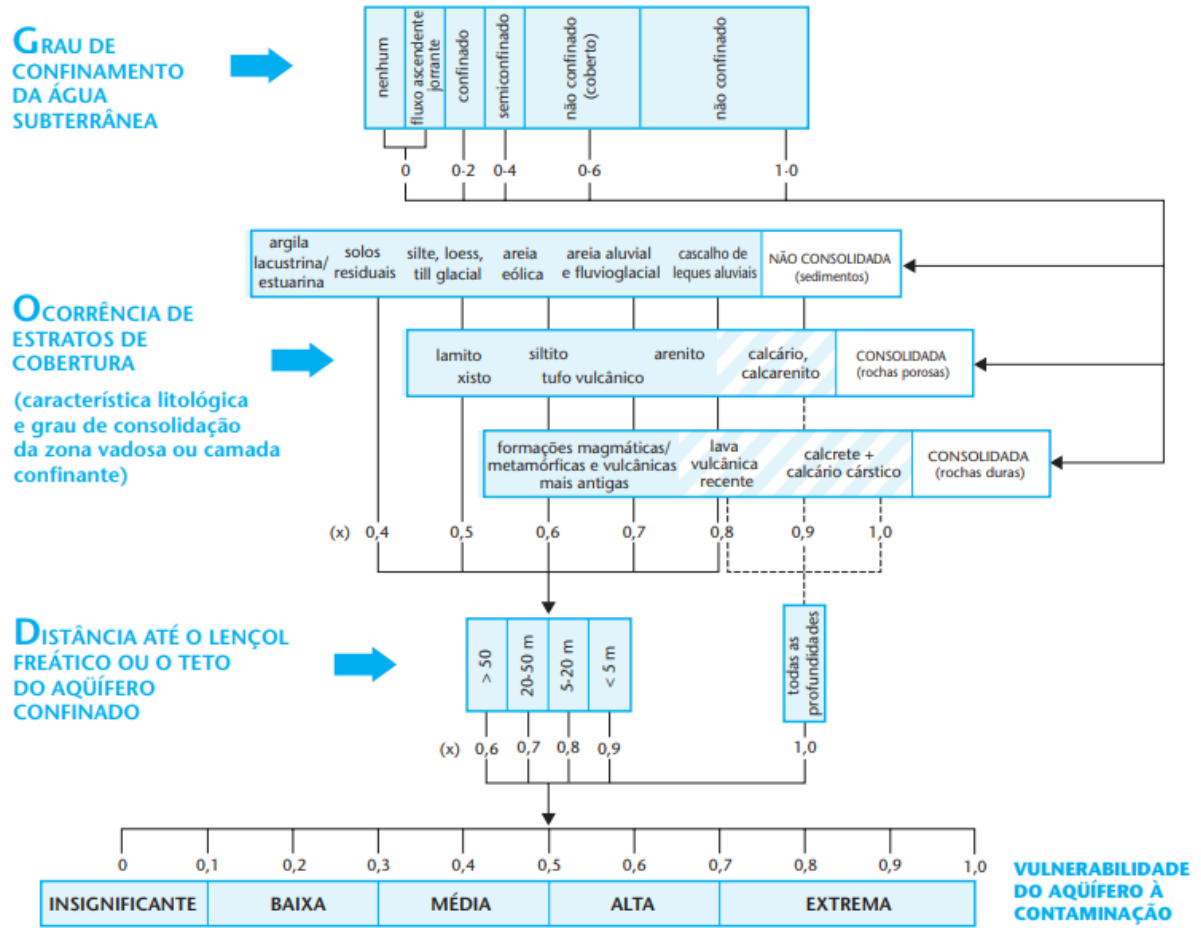 GRAU DE
CONFINAMENTO
DA ÁGUA
SUBTERRÂNEA
nenhum
fluxo ascendente
jorrante
confinado
semiconfinado
não confinado
(coberto)
não confinado
0
0·2
0·4
0·6
1·0
OCORRÊNCIA DE
ESTRATOS DE
COBERTURA
(característica litológica
e grau de consolidação
da zona vadosa ou camada
confinante)
argila
lacustrina/
estuarina
solos
residuais
silte, loess,
till glacial
areia
eólica
areia aluvial
e fluvioglacial
cascalho de
leques aluviais
NÃO CONSOLIDADA
(sedimentos)
lamito
xisto
siltito
tufo vulcânico
arenito
calcário,
calcarenito
CONSOLIDADA
(rochas porosas)
formações magmáticas/
metamórficas e vulcânicas
mais antigas
lava
vulcânica
recente
calcrete +
calcário cárstico
CONSOLIDADA
(rochas duras)
(x) 0,4 0,5 0,6 0,7 0,8 0,9 1,0
DISTÂNCIA ATÉ O LENÇOL
FREÁTICO OU O TETO
DO AQÜÍFERO
CONFINADO
> 50
20-50 m
5-20 m
< 5 m
todas as
profundidades
(x) 0,6 0,7 0,8 0,9 1,0
0 0,1 0,2 0,3 0,4 0,5 0,6 0,7 0,8 0,9 1,0
INSIGNIFICANTE BAIXA MÉDIA ALTA EXTREMA
VULNERABILIDADE
DO AQÜÍFERO À
CONTAMINAÇÃO